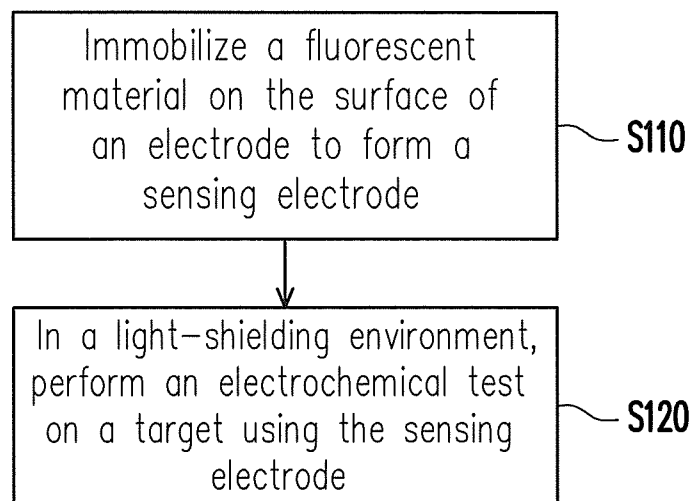 Immobilize a fluorescent
material on the surface of
an electrode to form a
sensing electrode
S110
In a light-shielding environment,
perform an electrochemical test
on a target using the sensing
electrode
S120